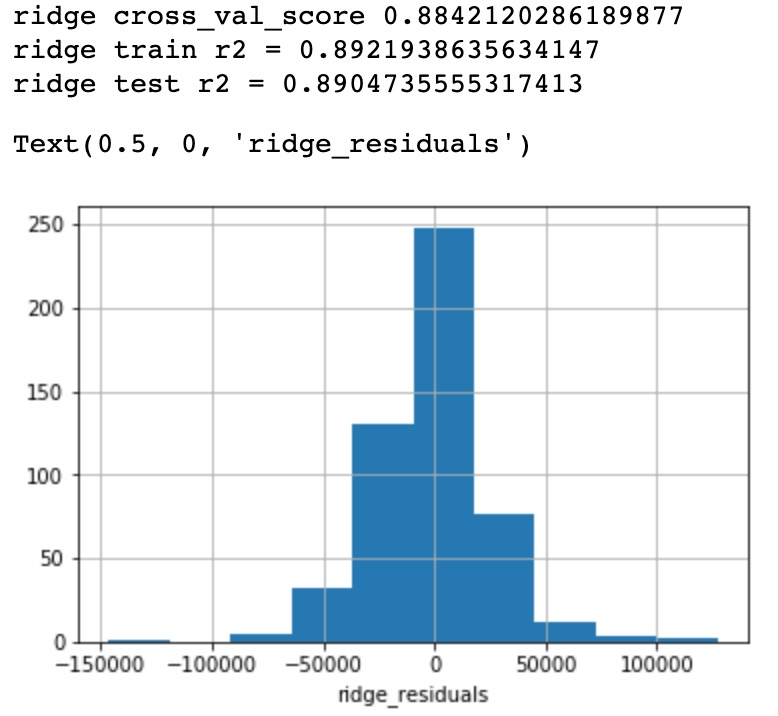 ridge cross_val_score 0.8842120286189877
ridge train r2 = 0.8921938635634147
ridge test r2 = 0.8904735555317413
Text(0.5, 0, 'ridge_residuals')
250
200
150
100
50
0
−150000 −100000 −50000 0 50000 100000
ridge_residuals